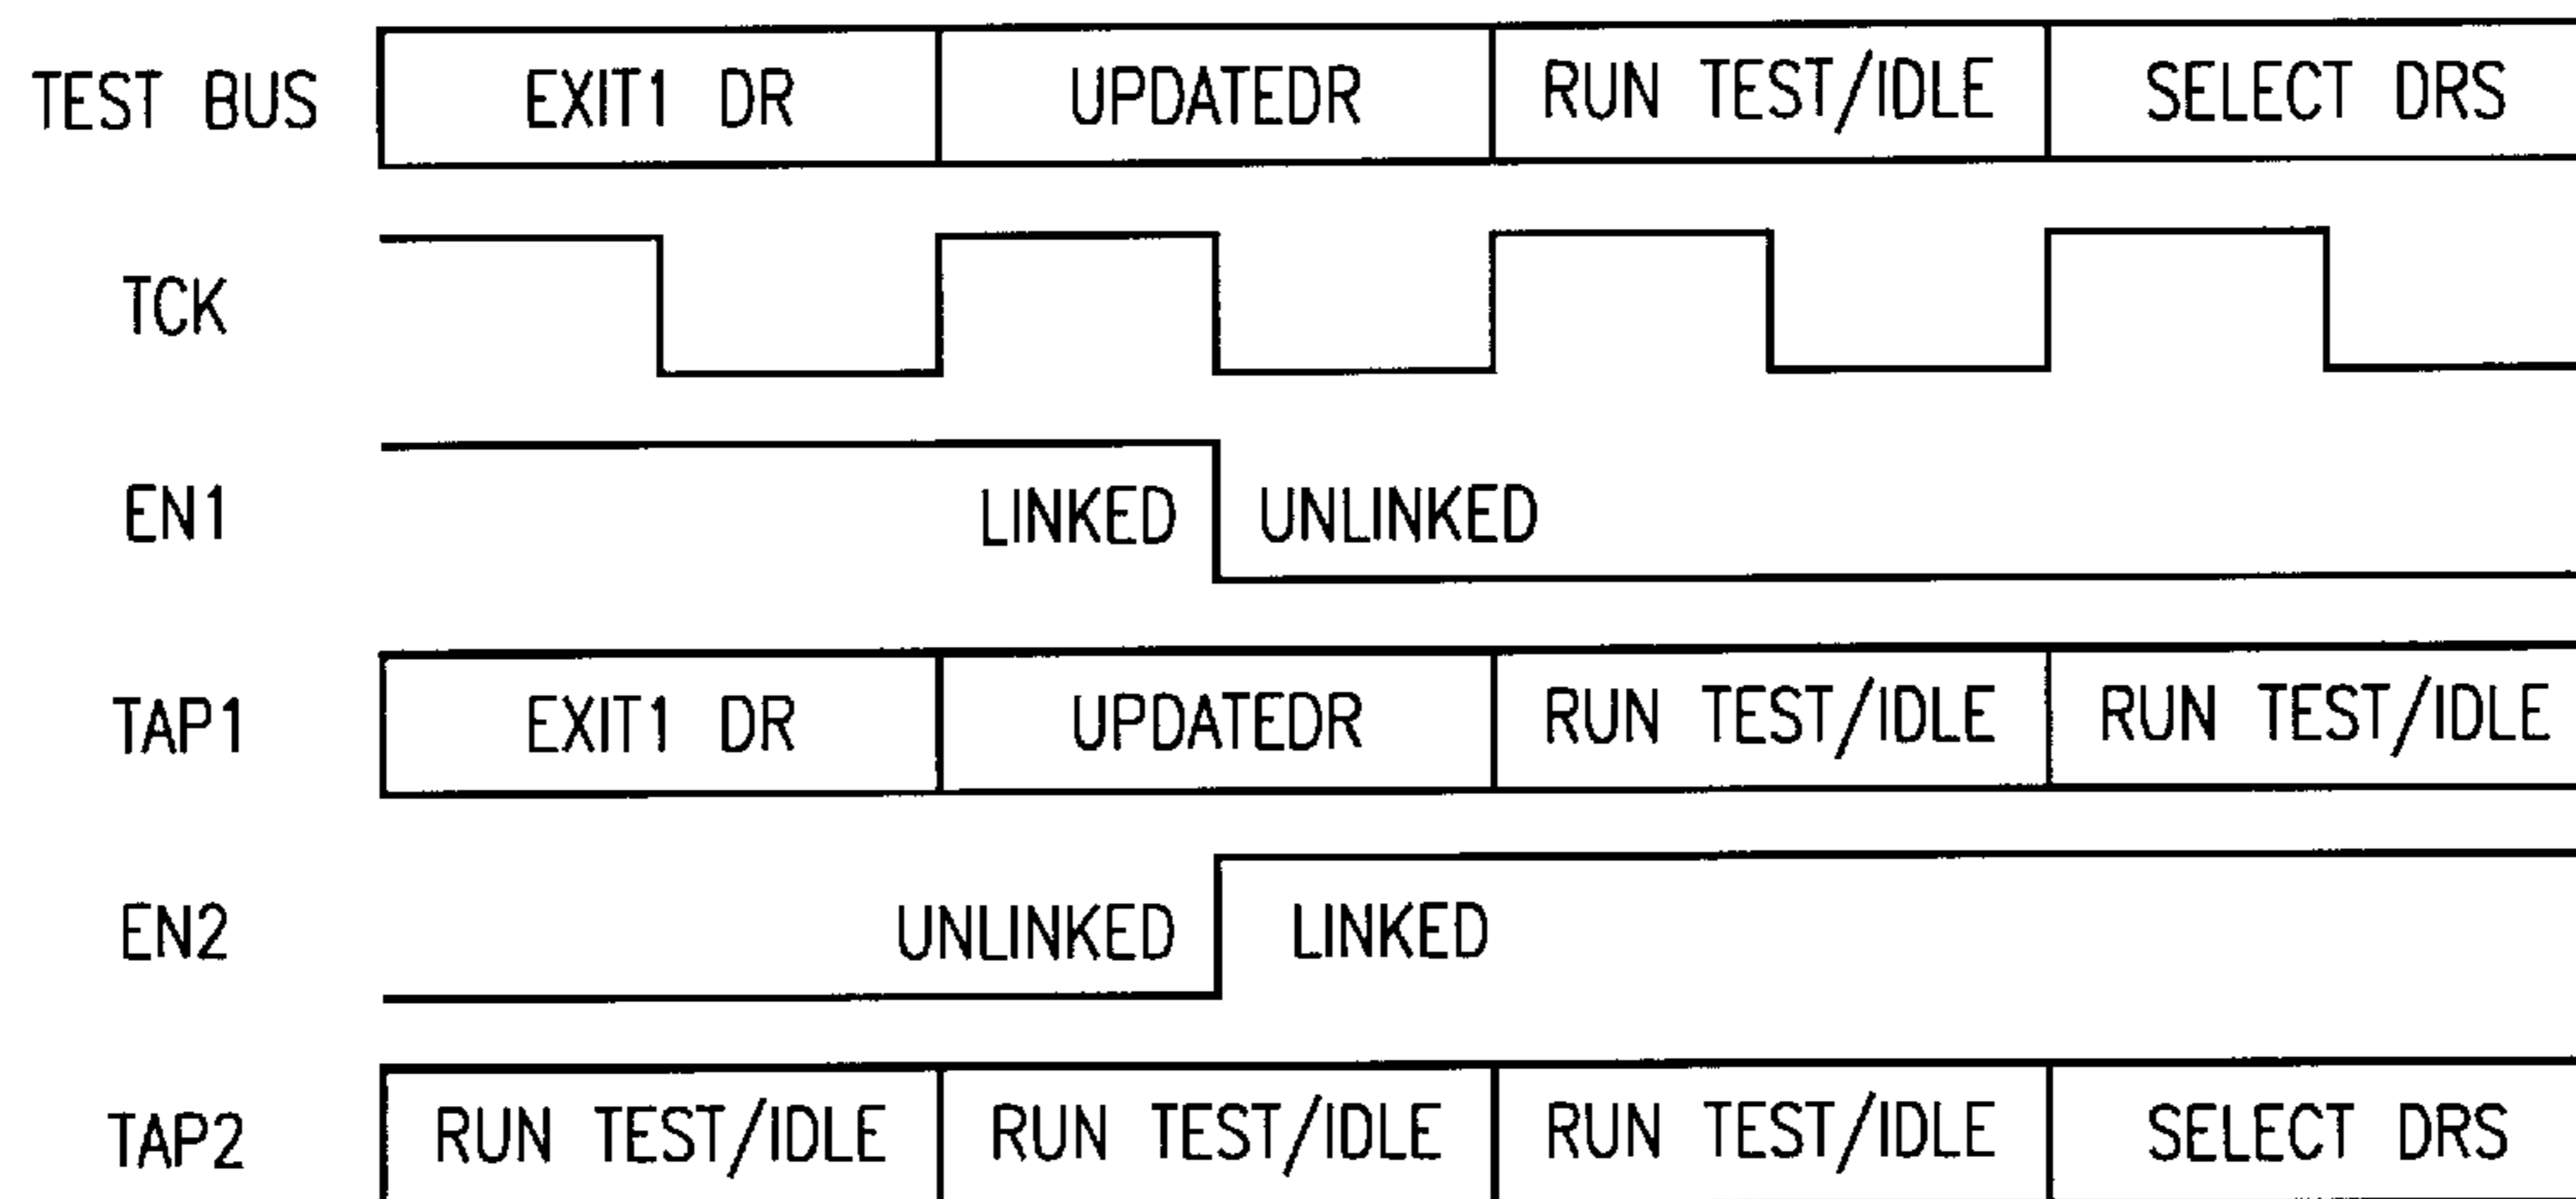 TEST BUS EXIT1 DR UPDATEDR RUN TEST/IDLE SELECT DRS
TCK
EN1 LINKED UNLINKED
TAP1 EXIT1 DR UPDATEDR RUN TEST/IDLE RUN TEST/IDLE
EN2 UNLINKED LINKED
TAP2 RUN TEST/IDLE RUN TEST/IDLE RUN TEST/IDLE SELECT DRS